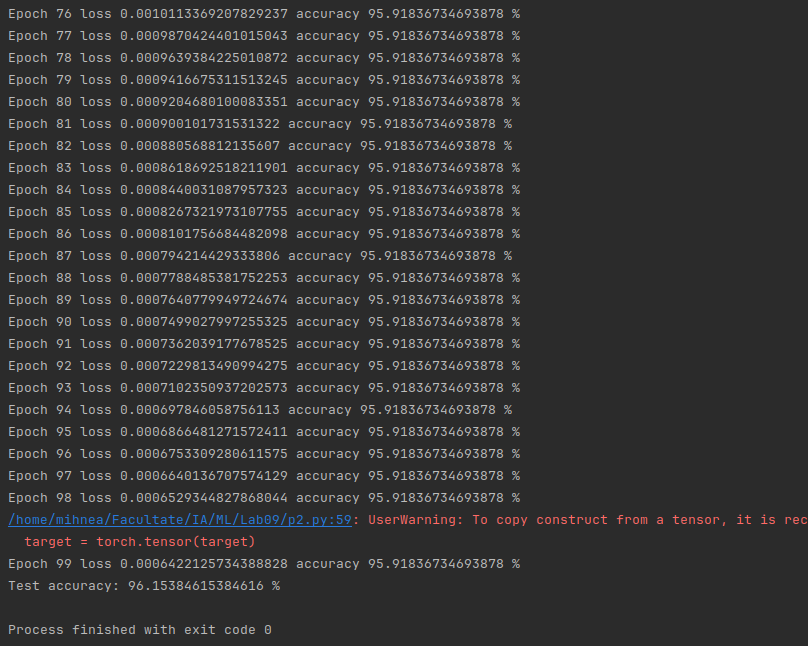 Epoch 76 loss 0.0010113369207829237 accuracy 95.91836734693878 %
Epoch 77 loss 0.0009870424401015043 accuracy 95.91836734693878 %
Epoch 78 loss 0.0009639384225010872 accuracy 95.91836734693878 %
Epoch 79 loss 0.0009416675311513245 accuracy 95.91836734693878 %
Epoch 80 loss 0.0009204680100083351 accuracy 95.91836734693878 %
Epoch 81 loss 0.000900101731531322 accuracy 95.91836734693878 %
Epoch 82 loss 0.000880568812135607 accuracy 95.91836734693878 %
Epoch 83 loss 0.0008618692518211901 accuracy 95.91836734693878 %
Epoch 84 loss 0.0008440031087957323 accuracy 95.91836734693878 %
Epoch 85 loss 0.0008267321973107755 accuracy 95.91836734693878 %
Epoch 86 loss 0.0008101756684482098 accuracy 95.91836734693878 %
Epoch 87 loss 0.000794214429333806 accuracy 95.91836734693878 %
Epoch 88 loss 0.0007788485381752253 accuracy 95.91836734693878 %
Epoch 89 loss 0.0007640779949724674 accuracy 95.91836734693878 %
Epoch 90 loss 0.0007499027997255325 accuracy 95.91836734693878 %
Epoch 91 loss 0.0007362039177678525 accuracy 95.91836734693878 %
Epoch 92 loss 0.0007229813490994275 accuracy 95.91836734693878 %
Epoch 93 loss 0.0007102350937202573 accuracy 95.91836734693878 %
Epoch 94 loss 0.000697846058756113 accuracy 95.91836734693878 %
Epoch 95 loss 0.0006866481271572411 accuracy 95.91836734693878 %
Epoch 96 loss 0.0006753309280611575 accuracy 95.91836734693878 %
Epoch 97 loss 0.0006640136707574129 accuracy 95.91836734693878 %
Epoch 98 loss 0.0006529344827868044 accuracy 95.91836734693878 %
/home/mihnea/Facultate/IA/ML/Lab09/p2.py:59: UserWarning: To copy construct from a tensor, it is rec
target = torch.tensor(target)
Epoch 99 loss 0.0006422125734388828 accuracy 95.91836734693878 %
Test accuracy: 96.15384615384616 %
Process finished with exit code 0